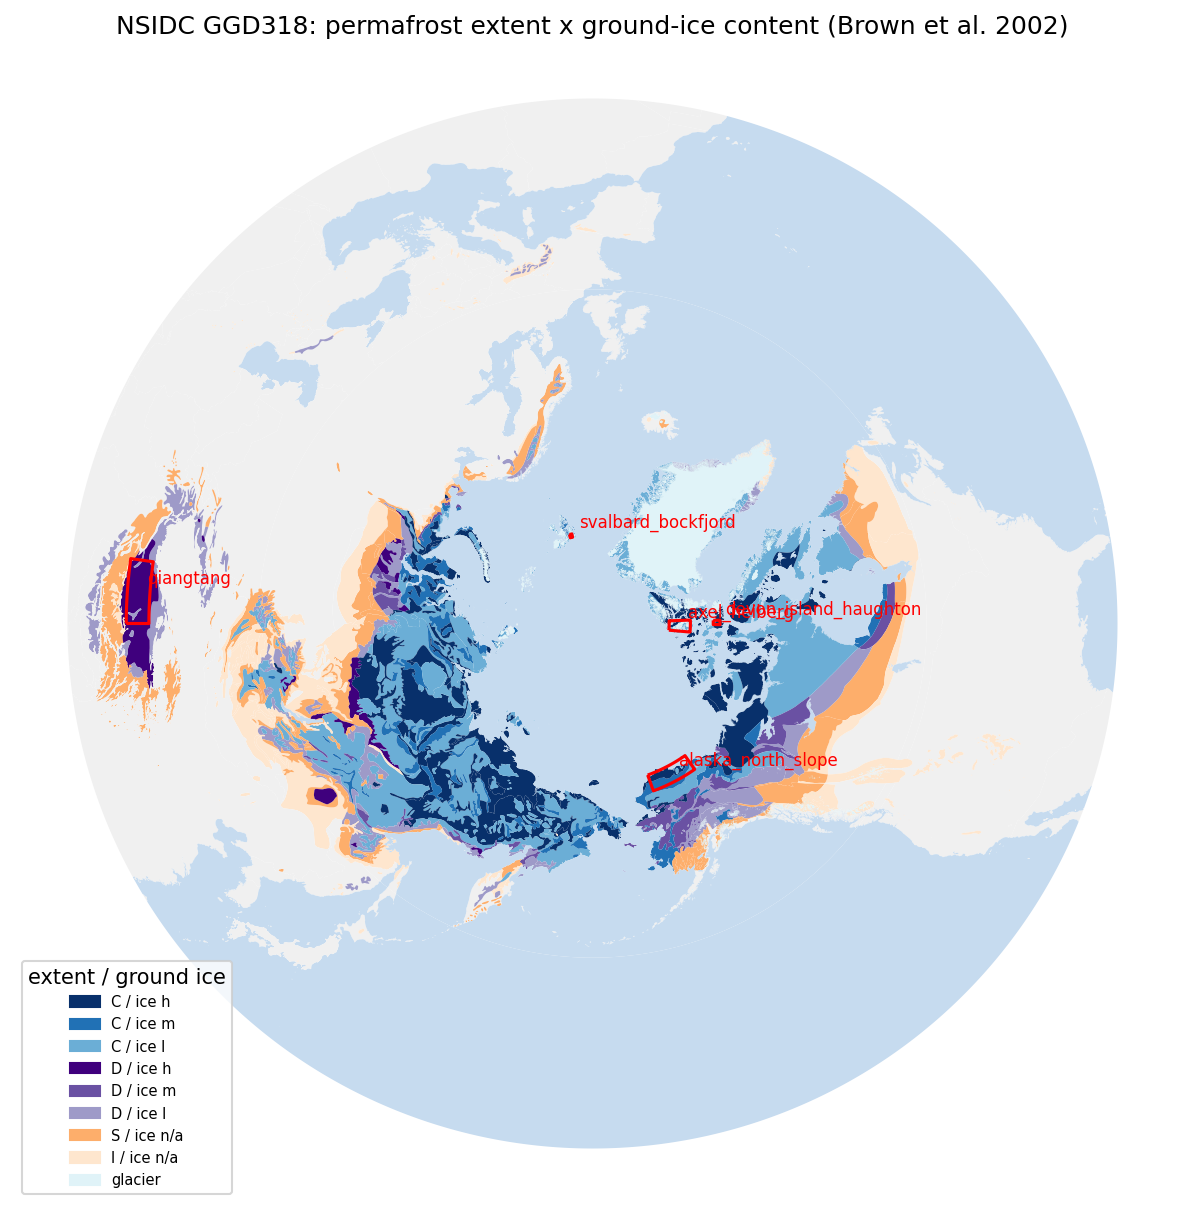 NSIDC GGD318: permafrost extent x ground-ice content (Brown et al. 2002)
svalbard_bockfjord
qiangtang
axel_heiberg
devon_island_haughton
alaska_north_slope
extent / ground ice
C / ice h
C / ice m
C / ice l
D / ice h
D / ice m
D / ice l
S / ice n/a
I / ice n/a
glacier